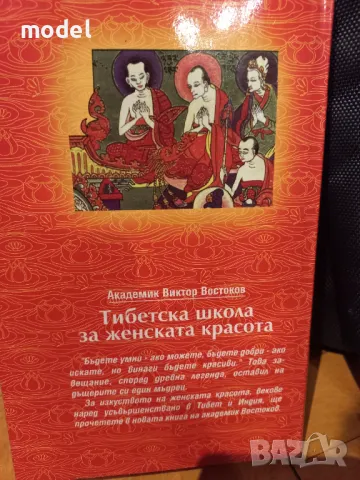 model
Академик Виктор Востоков
Тибетска школа
за женската красота
"Бъдете умни - ако можете, бъдете добри - ако
искате, но винаги бъдете красиви." Това за-
вещание, според древна легенда, оставил на
дъщерите си един мъдрец.
За изкуството на женската красота, векове
наред усъвършенствано в Тибет и Индия, ще
прочетете в новата книга на академик Востоков.
BAZAR
bg